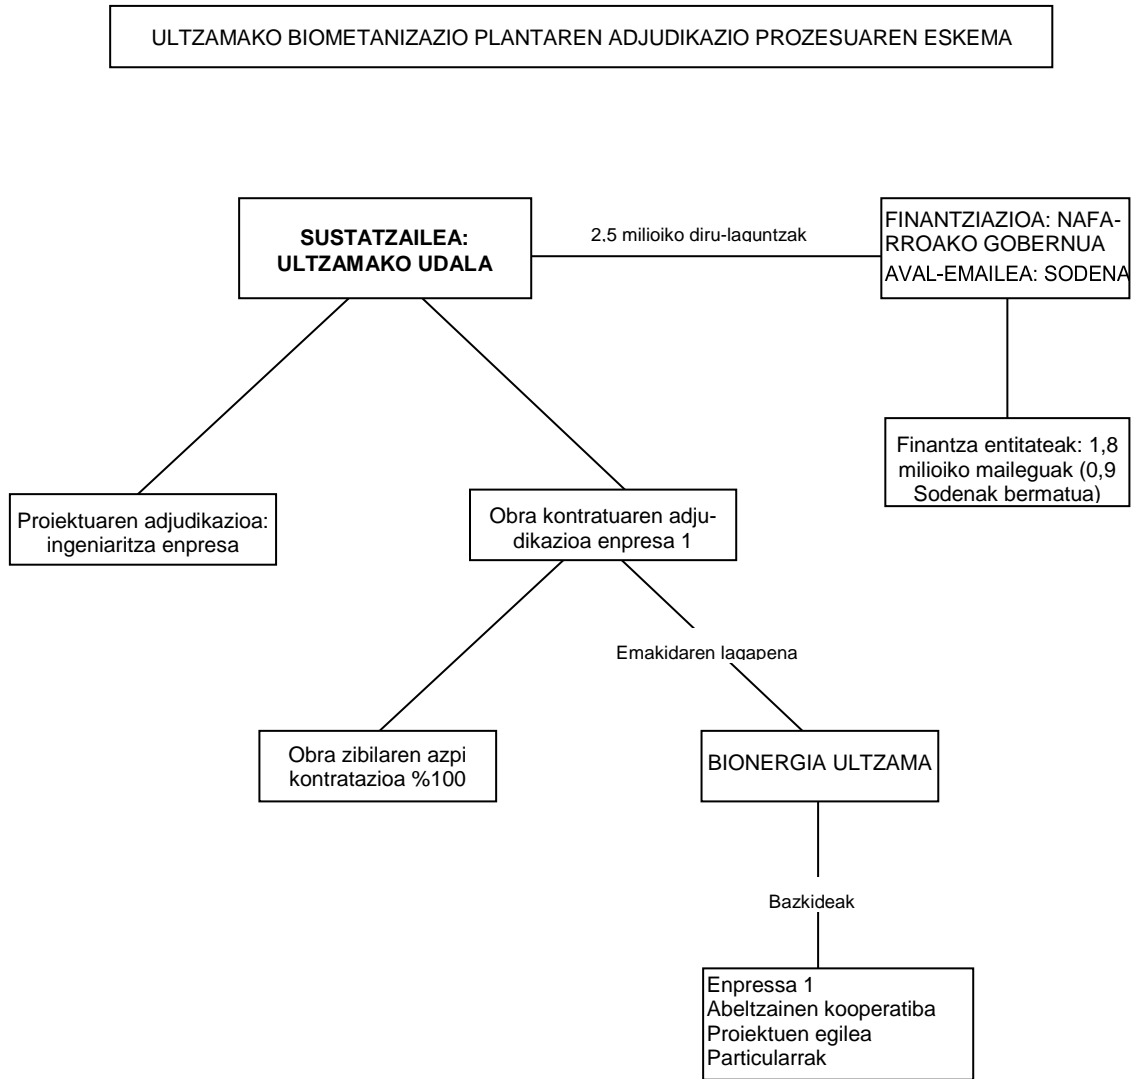 ULTZAMAKO BIOMETANIZAZIO PLANTAREN ADJUDIKAZIO PROZESUAREN ESKEMA
SUSTATZAILEA:
ULTZAMAKO UDALA
2,5 milioiko diru-laguntzak
FINANTZIAZIOA: NAFA-
RROAKO GOBERNUA
AVAL-EMAILEA: SODENA
Finantza entitateak: 1,8
milioiko maileguak (0,9
Sodenak bermatua)
Proiektuaren adjudikazioa:
ingeniaritza enpresa
Obra kontratuaren adju-
dikazioa enpresa 1
Emakidaren lagapena
Obra zibilaren azpi
kontratazioa %100
BIONERGIA ULTZAMA
Bazkideak
Enpressa 1
Abeltzainen kooperatiba
Proiektuen egilea
Particularrak